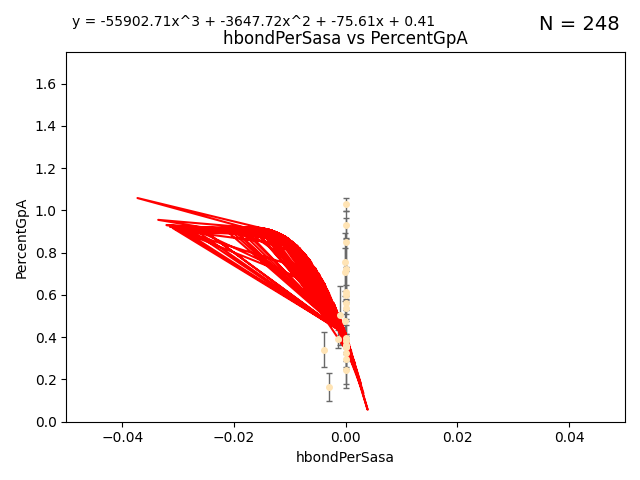 y = -55902.71x^3 + -3647.72x^2 + -75.61x + 0.41
N = 248
hbondPerSasa vs PercentGpA
1.6
1.4
1.2
1.0
0.8
0.6
0.4
0.2
0.0
PercentGpA
−0.04 −0.02 0.00 0.02 0.04
hbondPerSasa